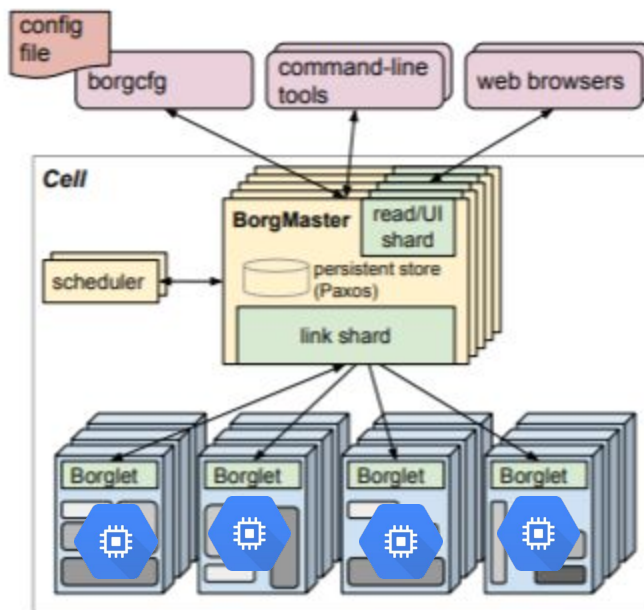 config
file
borgcfg
command-line
tools
web browsers
Cell
BorgMaster
read/UI
shard
scheduler
persistent store
(Paxos)
link shard
Borglet
Borglet
Borglet
Borglet